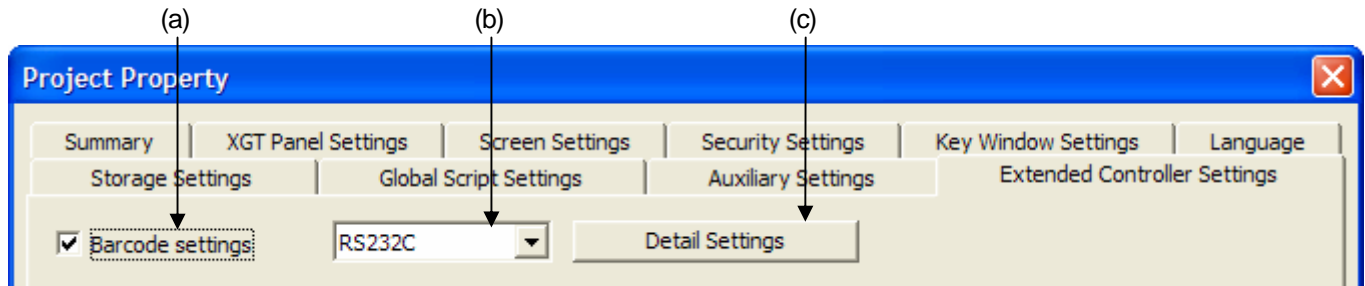 (a) (b) (c)
Project Property
Summary XGT Panel Settings Screen Settings Security Settings Key Window Settings Language
Storage Settings Global Script Settings Auxiliary Settings Extended Controller Settings
Barcode settings RS232C Detail Settings